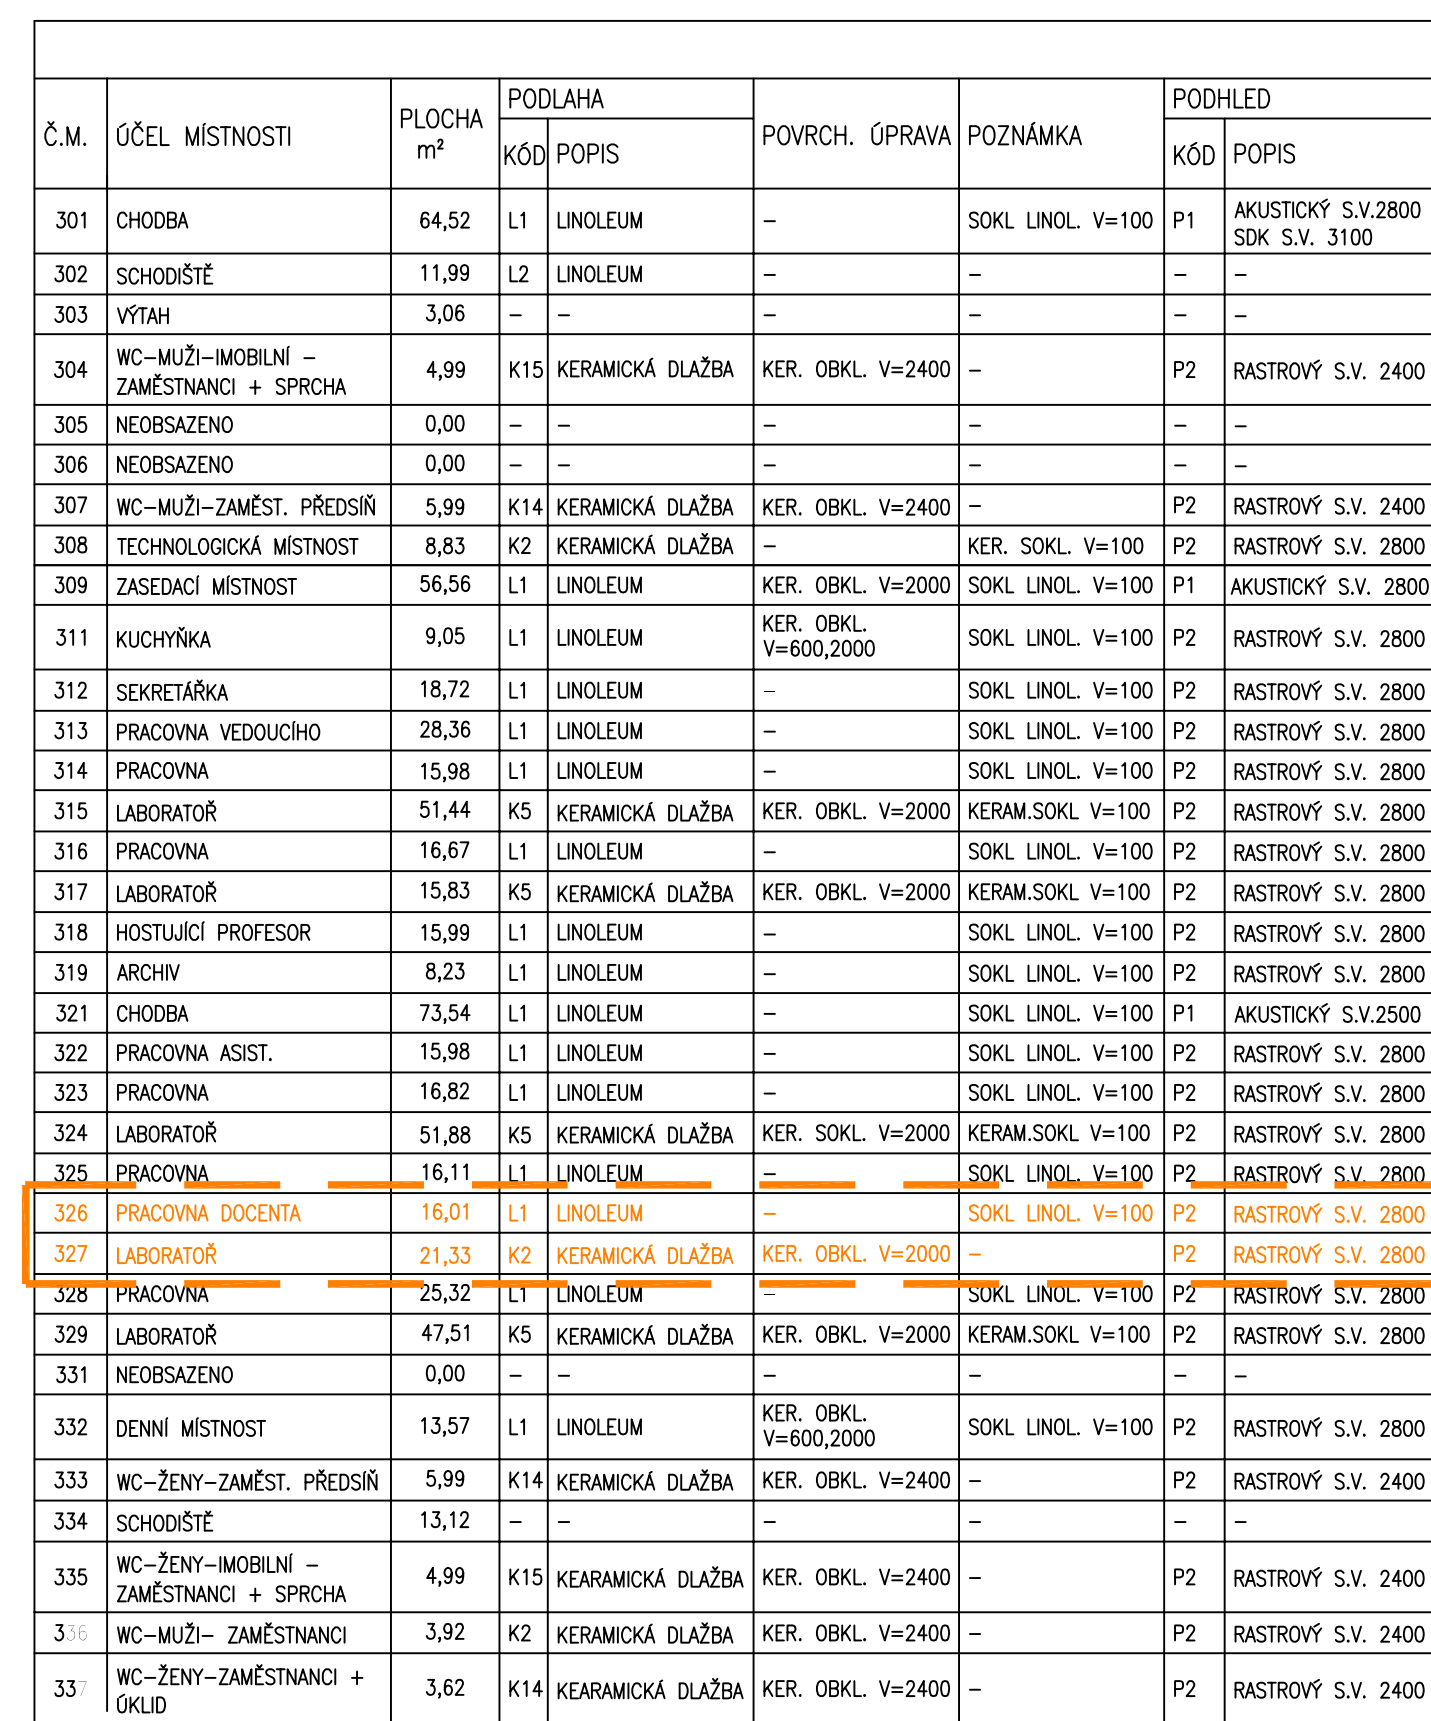 Č.M. ÚČEL MÍSTNOSTI PLOCHA m² PODLAHA POVRCH. ÚPRAVA POZNÁMKA PODHLED
KÓD POPIS KÓD POPIS
301 CHODBA 64,52 L1 LINOLEUM – SOKL LINOL. V=100 P1 AKUSTICKÝ S.V.2800
SDK S.V. 3100
302 SCHODIŠTĚ 11,99 L2 LINOLEUM – – – –
303 VÝTAH 3,06 – – – – – –
304 WC–MUŽI–IMOBILNÍ –
ZAMĚSTNANCI + SPRCHA 4,99 K15 KERAMICKÁ DLAŽBA KER. OBKL. V=2400 – P2 RASTROVÝ S.V. 2400
305 NEOBSAZENO 0,00 – – – – – –
306 NEOBSAZENO 0,00 – – – – – –
307 WC–MUŽI–ZAMĚST. PŘEDSÍŇ 5,99 K14 KERAMICKÁ DLAŽBA KER. OBKL. V=2400 – P2 RASTROVÝ S.V. 2400
308 TECHNOLOGICKÁ MÍSTNOST 8,83 K2 KERAMICKÁ DLAŽBA – KER. SOKL. V=100 P2 RASTROVÝ S.V. 2800
309 ZASEDACÍ MÍSTNOST 56,56 L1 LINOLEUM KER. OBKL. V=2000 SOKL LINOL. V=100 P1 AKUSTICKÝ S.V. 2800
311 KUCHYŇKA 9,05 L1 LINOLEUM KER. OBKL.
V=600,2000 SOKL LINOL. V=100 P2 RASTROVÝ S.V. 2800
312 SEKRETÁŘKA 18,72 L1 LINOLEUM – SOKL LINOL. V=100 P2 RASTROVÝ S.V. 2800
313 PRACOVNA VEDOUCÍHO 28,36 L1 LINOLEUM – SOKL LINOL. V=100 P2 RASTROVÝ S.V. 2800
314 PRACOVNA 15,98 L1 LINOLEUM – SOKL LINOL. V=100 P2 RASTROVÝ S.V. 2800
315 LABORATOŘ 51,44 K5 KERAMICKÁ DLAŽBA KER. OBKL. V=2000 KERAM.SOKL V=100 P2 RASTROVÝ S.V. 2800
316 PRACOVNA 16,67 L1 LINOLEUM – SOKL LINOL. V=100 P2 RASTROVÝ S.V. 2800
317 LABORATOŘ 15,83 K5 KERAMICKÁ DLAŽBA KER. OBKL. V=2000 KERAM.SOKL V=100 P2 RASTROVÝ S.V. 2800
318 HOSTUJÍCÍ PROFESOR 15,99 L1 LINOLEUM – SOKL LINOL. V=100 P2 RASTROVÝ S.V. 2800
319 ARCHIV 8,23 L1 LINOLEUM – SOKL LINOL. V=100 P2 RASTROVÝ S.V. 2800
321 CHODBA 73,54 L1 LINOLEUM – SOKL LINOL. V=100 P1 AKUSTICKÝ S.V.2500
322 PRACOVNA ASIST. 15,98 L1 LINOLEUM – SOKL LINOL. V=100 P2 RASTROVÝ S.V. 2800
323 PRACOVNA 16,82 L1 LINOLEUM – SOKL LINOL. V=100 P2 RASTROVÝ S.V. 2800
324 LABORATOŘ 51,88 K5 KERAMICKÁ DLAŽBA KER. SOKL. V=2000 KERAM.SOKL V=100 P2 RASTROVÝ S.V. 2800
325 PRACOVNA 16,11 L1 LINOLEUM – SOKL LINOL. V=100 P2 RASTROVÝ S.V. 2800
326 PRACOVNA DOCENTA 16,01 L1 LINOLEUM – SOKL LINOL. V=100 P2 RASTROVÝ S.V. 2800
327 LABORATOŘ 21,33 K2 KERAMICKÁ DLAŽBA KER. OBKL. V=2000 – P2 RASTROVÝ S.V. 2800
328 PRACOVNA 25,32 L1 LINOLEUM – SOKL LINOL. V=100 P2 RASTROVÝ S.V. 2800
329 LABORATOŘ 47,51 K5 KERAMICKÁ DLAŽBA KER. OBKL. V=2000 KERAM.SOKL V=100 P2 RASTROVÝ S.V. 2800
331 NEOBSAZENO 0,00 – – – – – –
332 DENNÍ MÍSTNOST 13,57 L1 LINOLEUM KER. OBKL.
V=600,2000 SOKL LINOL. V=100 P2 RASTROVÝ S.V. 2800
333 WC–ŽENY–ZAMĚST. PŘEDSÍŇ 5,99 K14 KERAMICKÁ DLAŽBA KER. OBKL. V=2400 – P2 RASTROVÝ S.V. 2400
334 SCHODIŠTĚ 13,12 – – – – – –
335 WC–ŽENY–IMOBILNÍ –
ZAMĚSTNANCI + SPRCHA 4,99 K15 KEARAMICKÁ DLAŽBA KER. OBKL. V=2400 – P2 RASTROVÝ S.V. 2400
336 WC–MUŽI– ZAMĚSTNANCI 3,92 K2 KERAMICKÁ DLAŽBA KER. OBKL. V=2400 – P2 RASTROVÝ S.V. 2400
337 WC–ŽENY–ZAMĚSTNANCI +
ÚKLID 3,62 K14 KEARAMICKÁ DLAŽBA KER. OBKL. V=2400 – P2 RASTROVÝ S.V. 2400